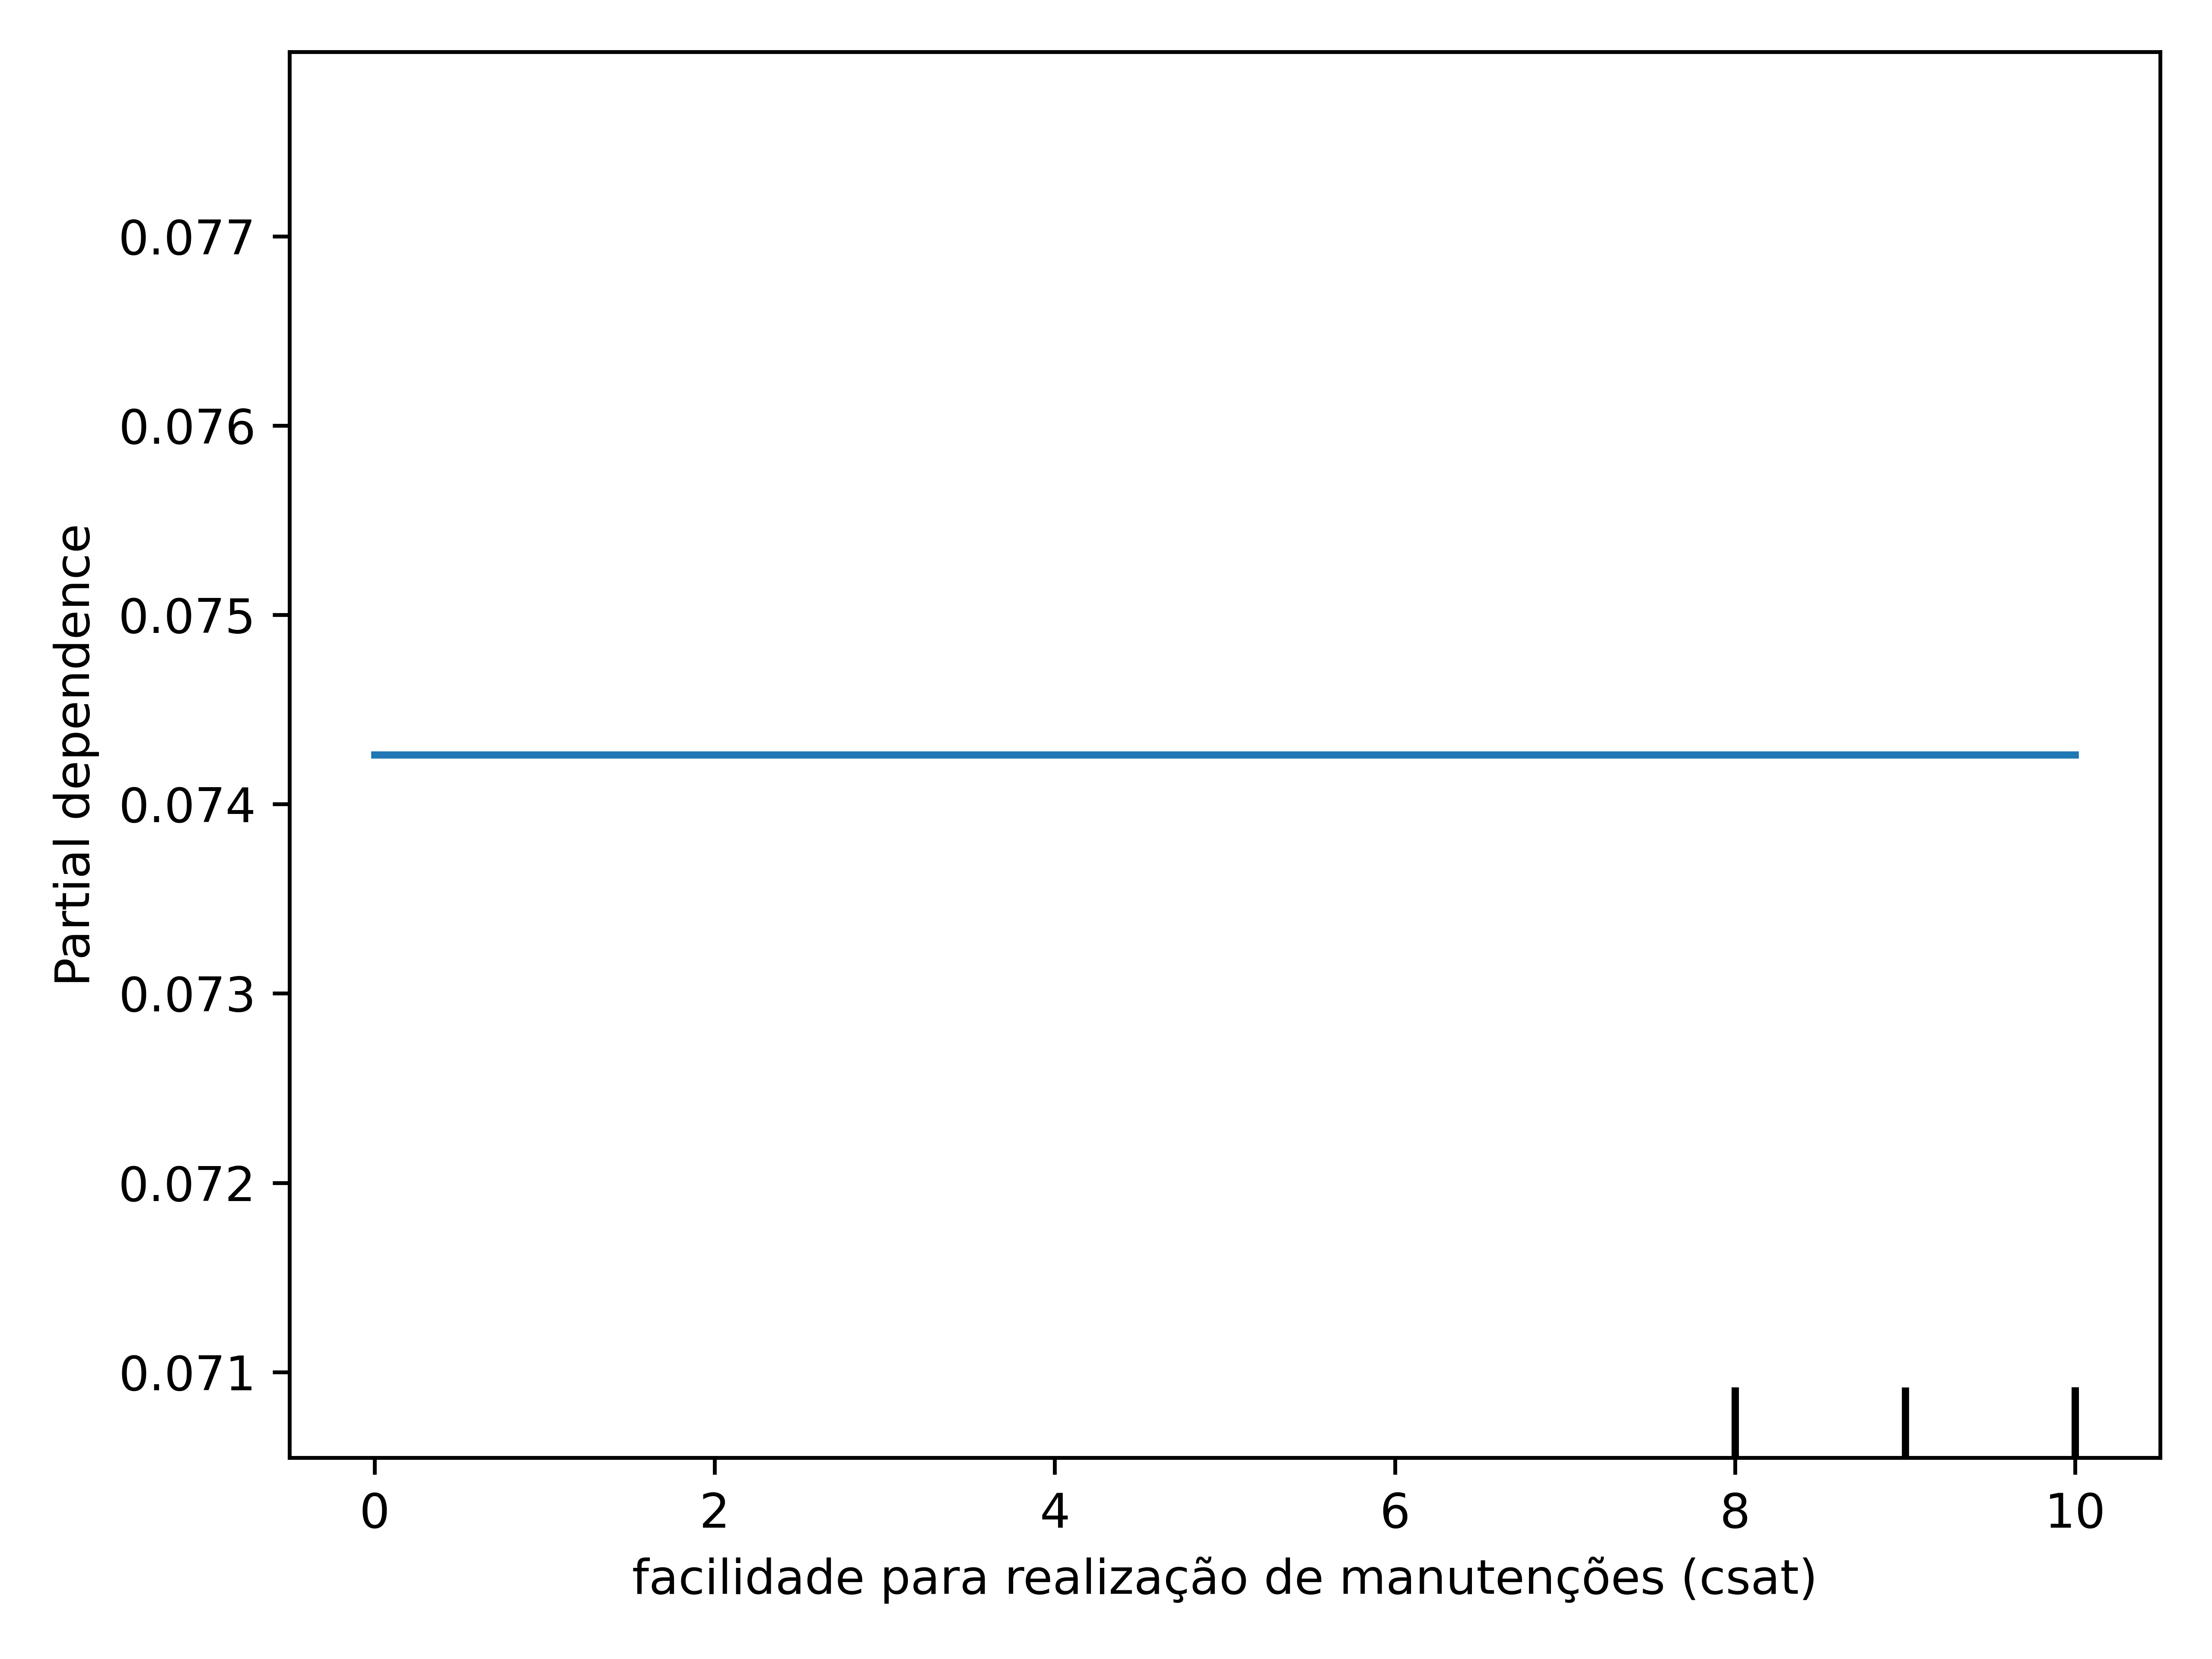 0.077
0.076
0.075
0.074
0.073
0.072
0.071
Partial dependence
0 2 4 6 8 10
facilidade para realização de manutenções (csat)